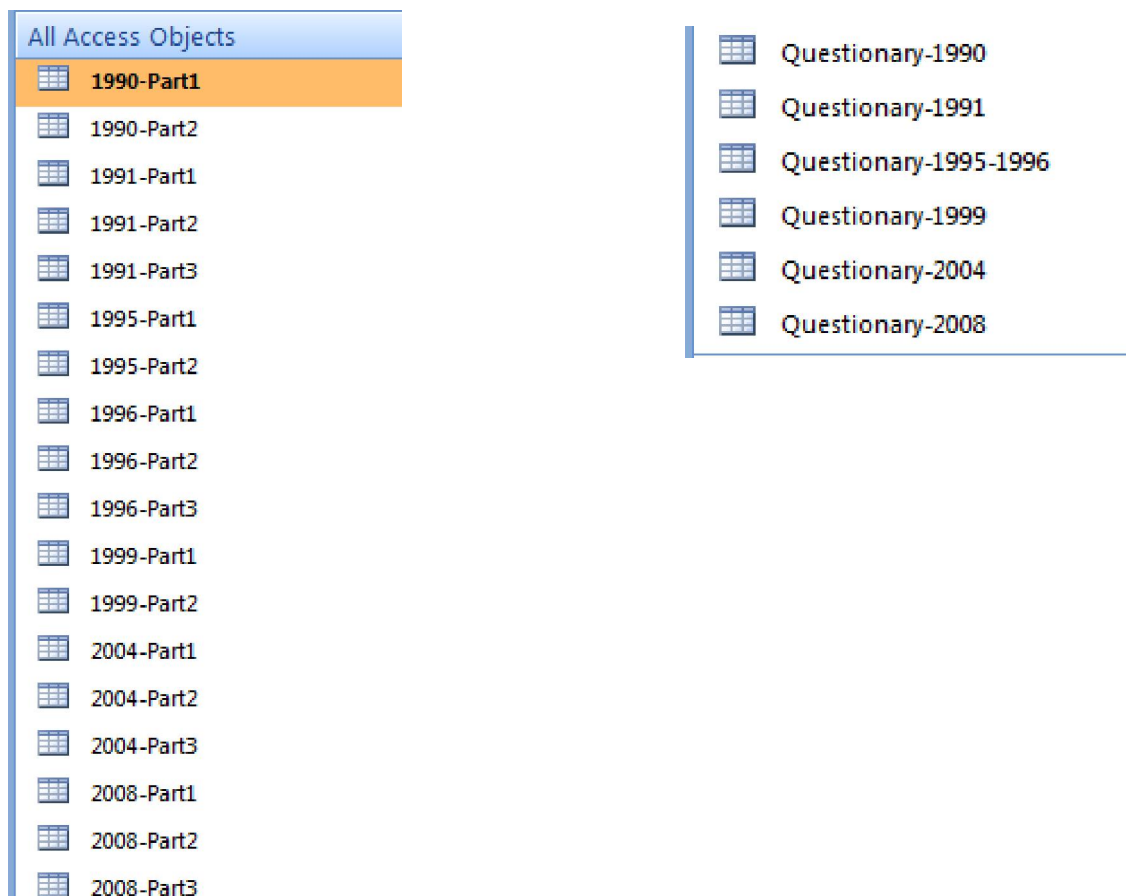 All Access Objects
1990-Part1
1990-Part2
1991-Part1
1991-Part2
1991-Part3
1995-Part1
1995-Part2
1996-Part1
1996-Part2
1996-Part3
1999-Part1
1999-Part2
2004-Part1
2004-Part2
2004-Part3
2008-Part1
2008-Part2
2008-Part3
Questionary-1990
Questionary-1991
Questionary-1995-1996
Questionary-1999
Questionary-2004
Questionary-2008